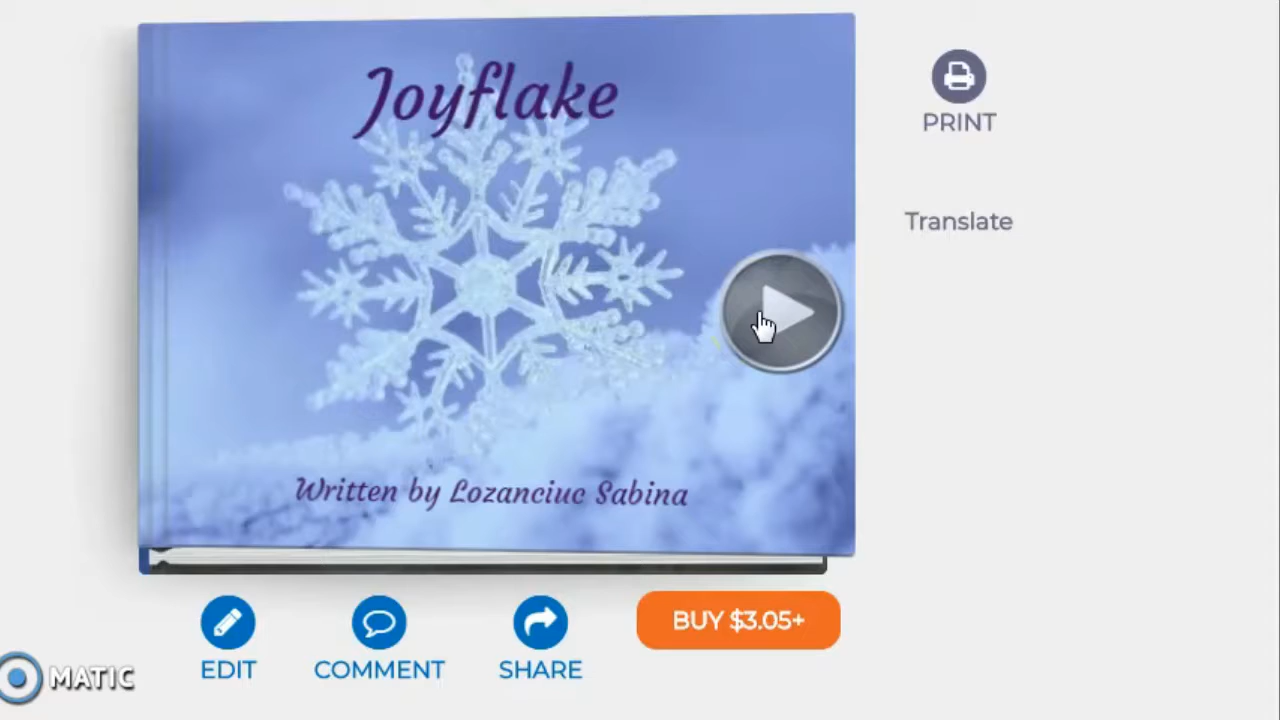 Joyflake
Written by Lozanciuc Sabina
PRINT
Translate
EDIT
COMMENT
SHARE
BUY $3.05+
MATIC